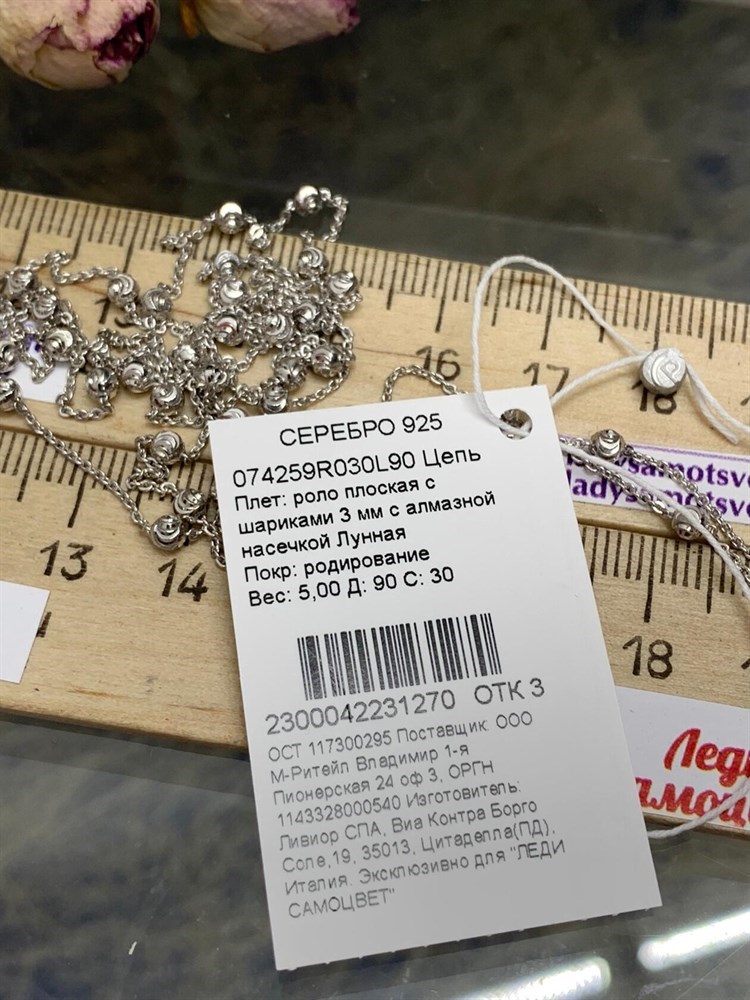 16
17
18
СЕРЕБРО 925
074259R030L90 Цепь
Плет: роло плоская с
шариками 3 мм с алмазной
насечкой Лунная
Покр: родирование
Вес: 5,00 Д: 90 С: 30
2300042231270 ОТК 3
ОСТ 117300295 Поставщик: ООО
М-Ритейл Владимир 1-я
Пионерская 24 оф 3, ОРГН
1143328000540 Изготовитель:
Ливиор СПА, Виа Контра Борго
Соле,19, 35013, Цитаделла(ПД),
Италия. Эксклюзивно для "ЛЕДИ
САМОЦВЕТ"
13
14
18